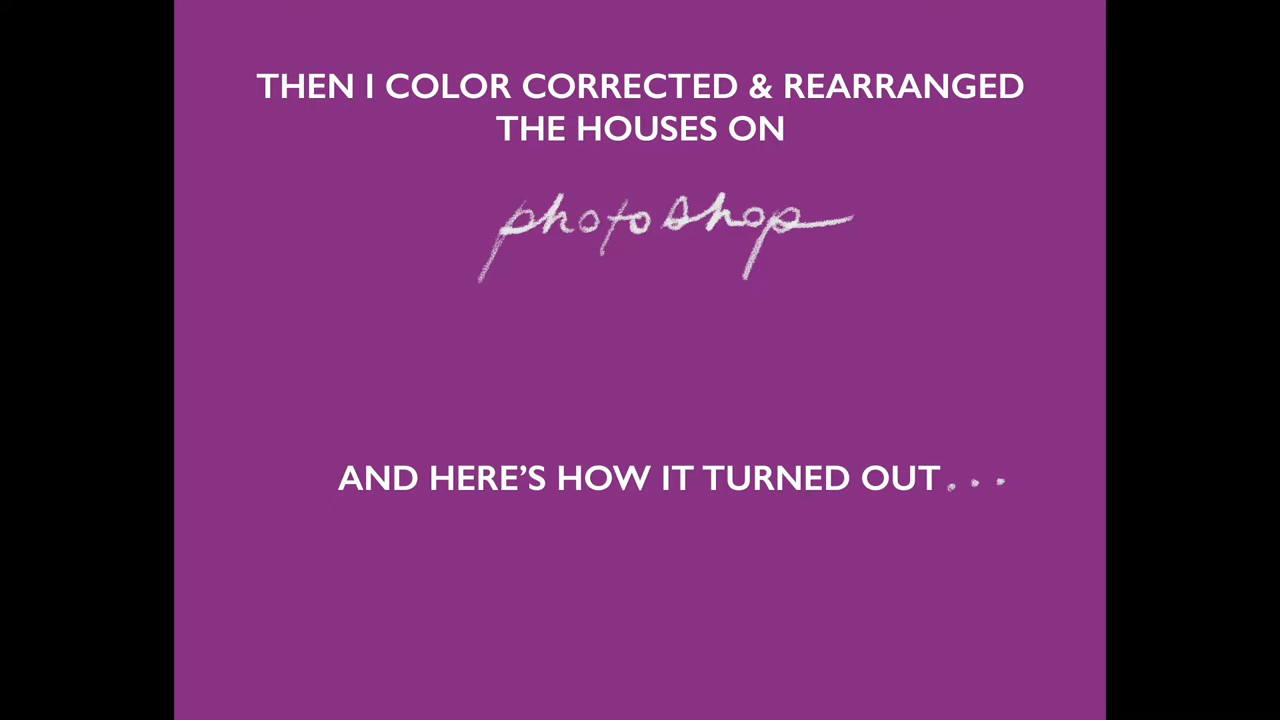 THEN I COLOR CORRECTED & REARRANGED
THE HOUSES ON
photoshop
AND HERE’S HOW IT TURNED OUT...